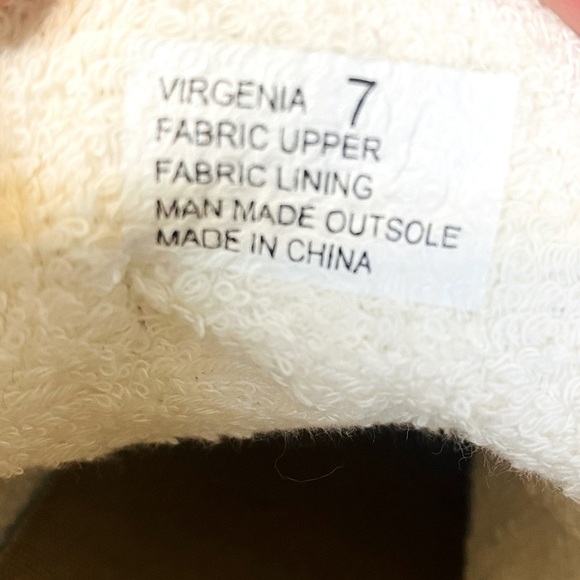 VIRGENIA 7
FABRIC UPPER
FABRIC LINING
MAN MADE OUTSOLE
MADE IN CHINA